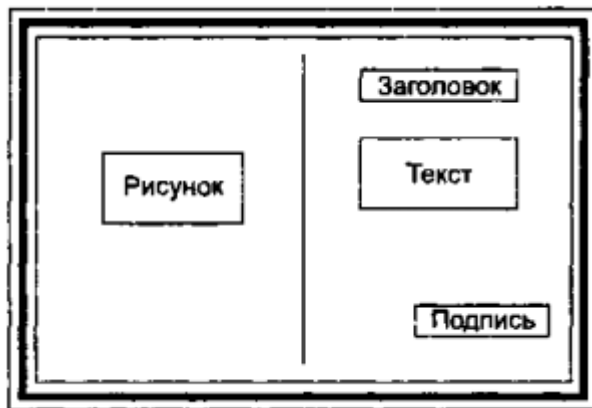 Заголовок
Рисунок
Текст
Подпись